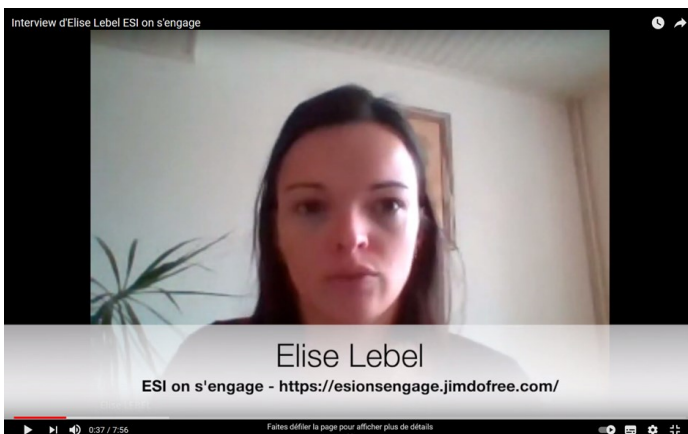 Interview d'Elise Lebel ESI on s'engage
Elise Lebel
ESI on s'engage - https://esionsengage.jimdofree.com/
0:37 / 7:56
Faites défiler la page pour afficher plus de détails